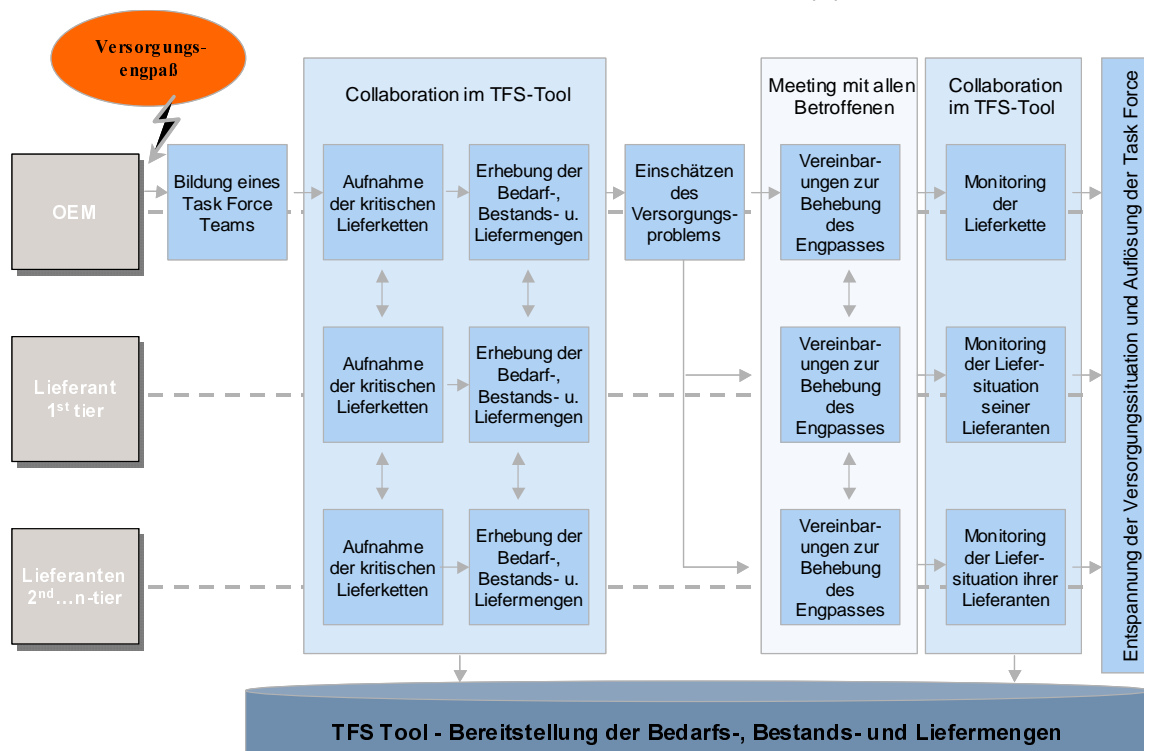 Versorgungs-
engpaß
Collaboration im TFS-Tool
Meeting mit allen
Betroffenen
Collaboration
im TFS-Tool
OEM
Bildung eines
Task Force
Teams
Aufnahme
der kritischen
Lieferketten
Erhebung der
Bedarf-,
Bestands- u.
Liefermengen
Einschätzen
des
Versorgungs-
problems
Vereinbar-
ungen zur
Behebung
des
Engpasses
Monitoring
der
Lieferkette
Lieferant
1st tier
Aufnahme
der kritischen
Lieferketten
Erhebung der
Bedarf-,
Bestands- u.
Liefermengen
Vereinbar-
ungen zur
Behebung
des
Engpasses
Monitoring
der Liefer-
situation
seiner
Lieferanten
Lieferanten
2nd...n-tier
Aufnahme
der kritischen
Lieferketten
Erhebung der
Bedarf-,
Bestands- u.
Liefermengen
Vereinbar-
ungen zur
Behebung
des
Engpasses
Monitoring
der Liefer-
situation ihrer
Lieferanten
Entspannung der Versorgungssituation und Auflösung der Task Force
TFS Tool - Bereitstellung der Bedarfs-, Bestands- und Liefermengen